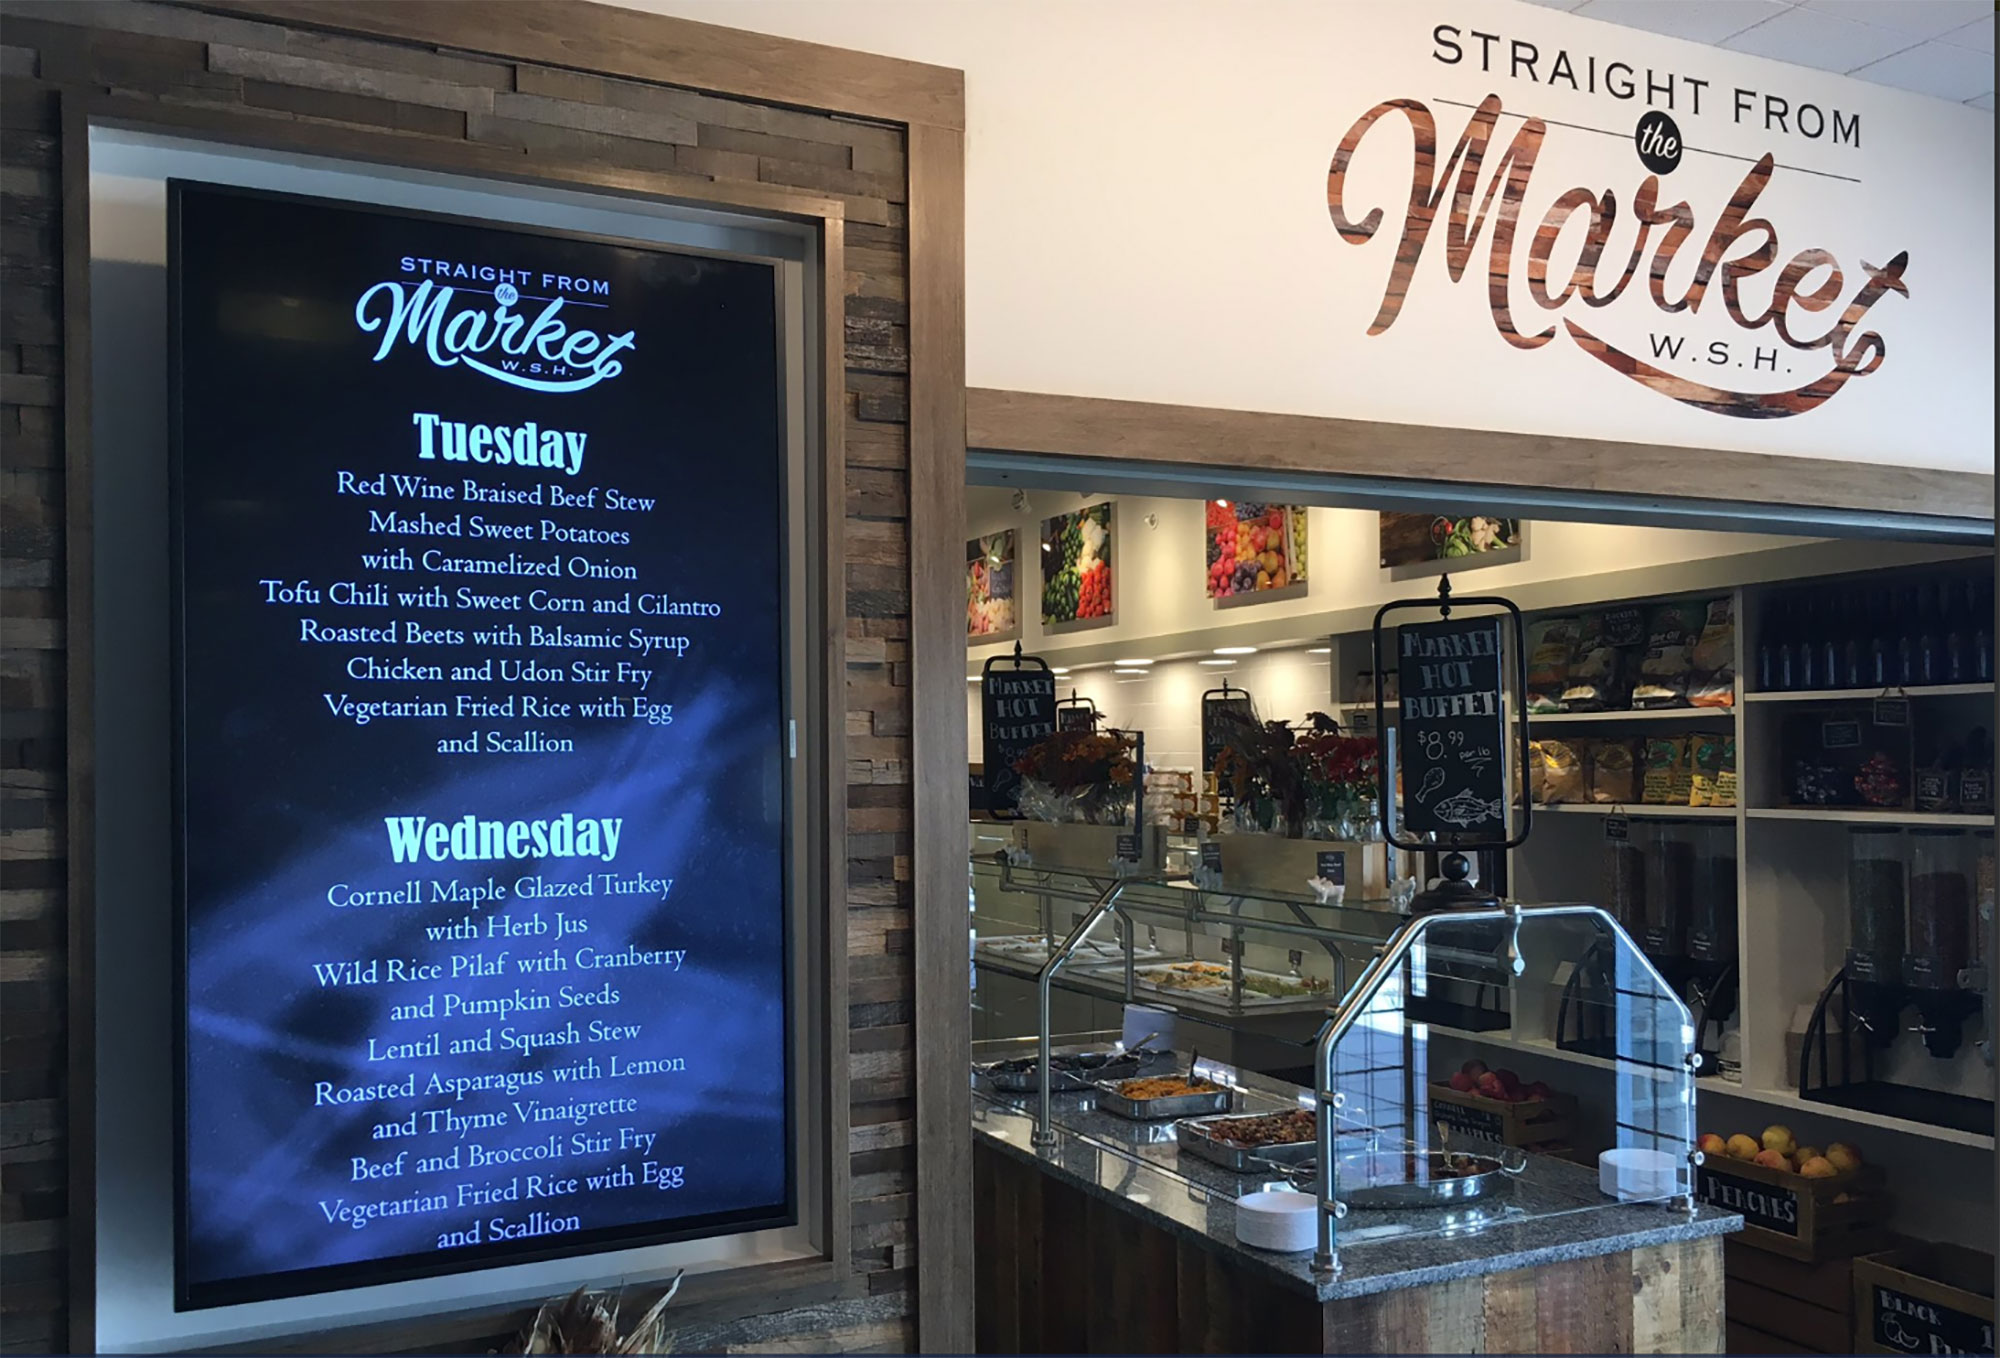 STRAIGHT FROM
the
Market
W.S.H.
Tuesday
Red Wine Braised Beef Stew
Mashed Sweet Potatoes
with Caramelized Onion
Tofu Chili with Sweet Corn and Cilantro
Roasted Beets with Balsamic Syrup
Chicken and Udon Stir Fry
Vegetarian Fried Rice with Egg
and Scallion
Wednesday
Cornell Maple Glazed Turkey
with Herb Jus
Wild Rice Pilaf with Cranberry
and Pumpkin Seeds
Lentil and Squash Stew
Roasted Asparagus with Lemon
and Thyme Vinaigrette
Beef and Broccoli Stir Fry
Vegetarian Fried Rice with Egg
and Scallion
STRAIGHT FROM
the
Market
W.S.H.
MARKET
HOT
BUFFET
$8.99
MARKET
HOT
BUFFET
$8.99
per lb
PEACHES
BLACK